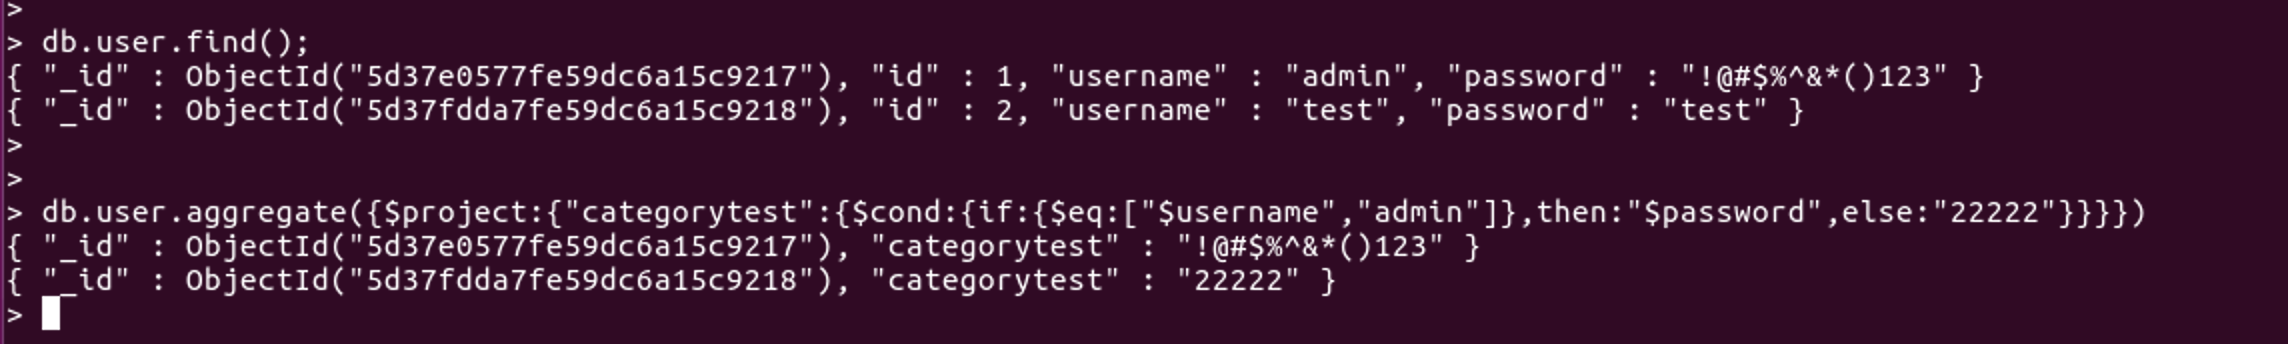 >
> db.user.find();
{ "_id" : ObjectId("5d37e0577fe59dc6a15c9217"), "id" : 1, "username" : "admin", "password" : "!@#$%^&*()123" }
{ "_id" : ObjectId("5d37fdda7fe59dc6a15c9218"), "id" : 2, "username" : "test", "password" : "test" }
>
>
> db.user.aggregate({$project:{"categorytest":{$cond:{if:{$eq:["$username","admin"]},then:"$password",else:"22222"}}}})
{ "_id" : ObjectId("5d37e0577fe59dc6a15c9217"), "categorytest" : "!@#$%^&*()123" }
{ "_id" : ObjectId("5d37fdda7fe59dc6a15c9218"), "categorytest" : "22222" }
>